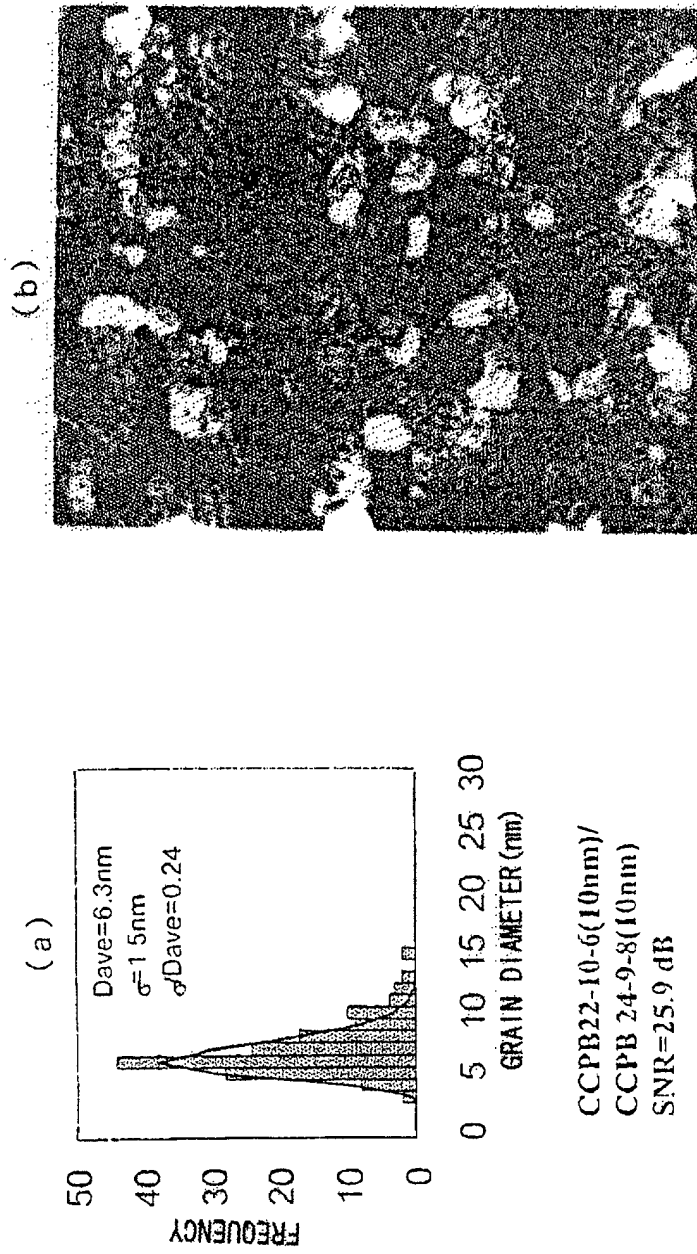 (a)
Dave=6.3nm
σ=1 5nm
σ/Dave=0.24
50
40
30
20
10
0
FREQUENCY
0 5 10 15 20 25 30
GRAIN DIAMETER(nm)
CCPB22-10-6(10nm)/
CCPB 24-9-8(10nm)
SNR=25.9 dB
(b)